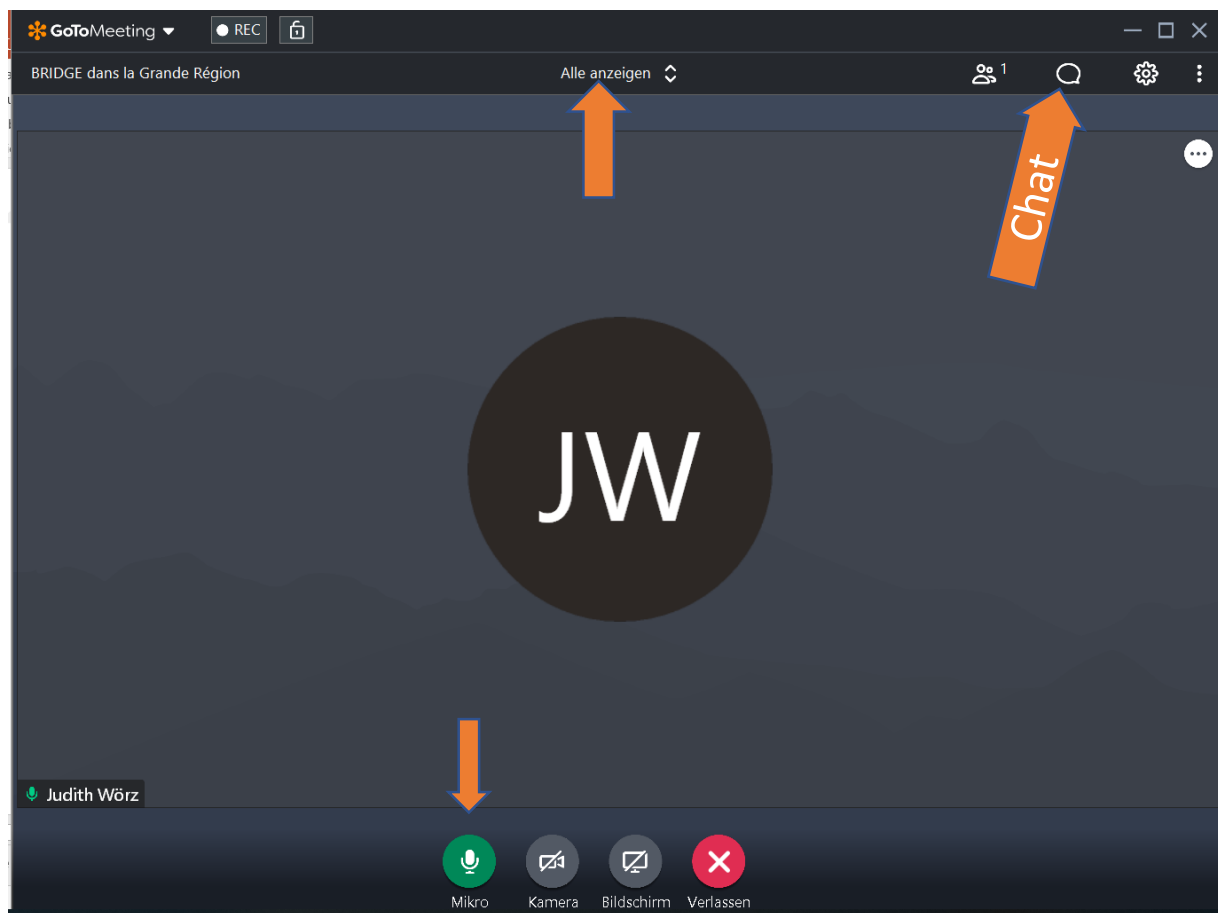 GoToMeeting
REC
BRIDGE dans la Grande Région
Alle anzeigen
1
Chat
JW
Judith Wörz
Mikro
Kamera
Bildschirm
Verlassen